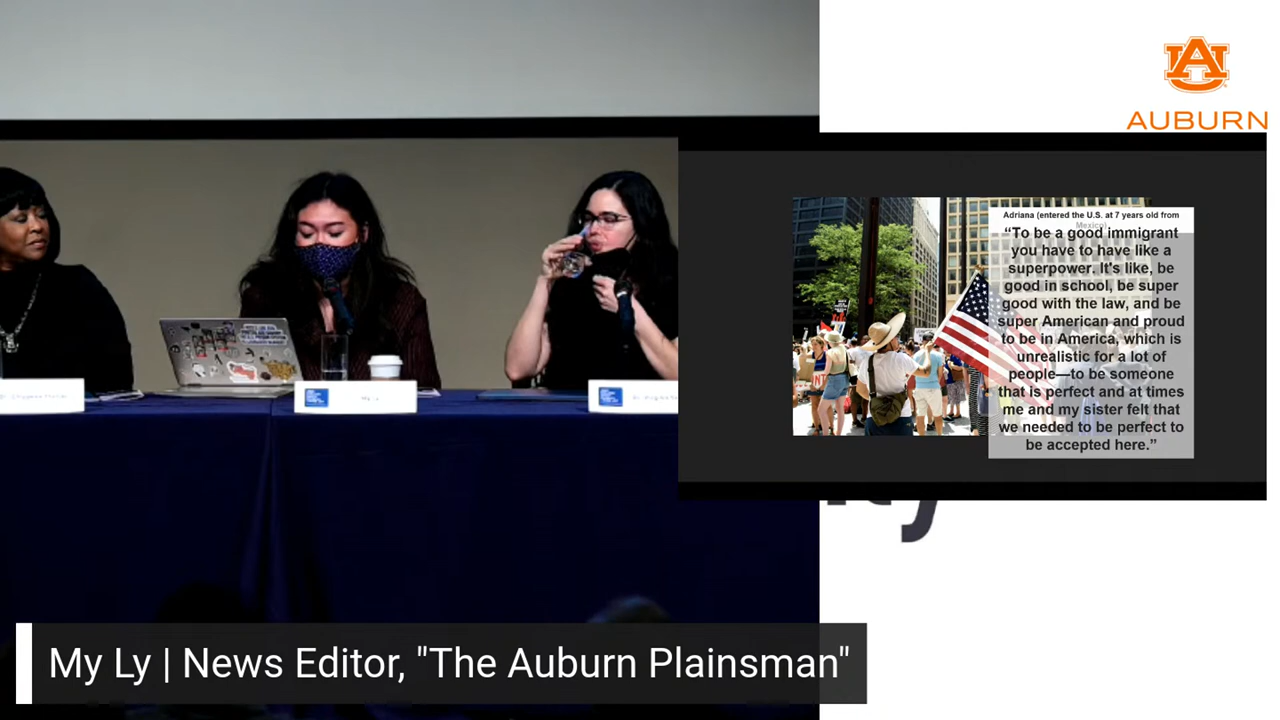 AU
AUBURN
Adriana (entered the U.S. at 7 years old from
Mexico)
“To be a good immigrant
you have to have like a
superpower. It's like, be
good in school, be super
good with the law, and be
super American and proud
to be in America, which is
unrealistic for a lot of
people—to be someone
that is perfect and at times
me and my sister felt that
we needed to be perfect to
be accepted here.”
My Ly
My Ly | News Editor, "The Auburn Plainsman"